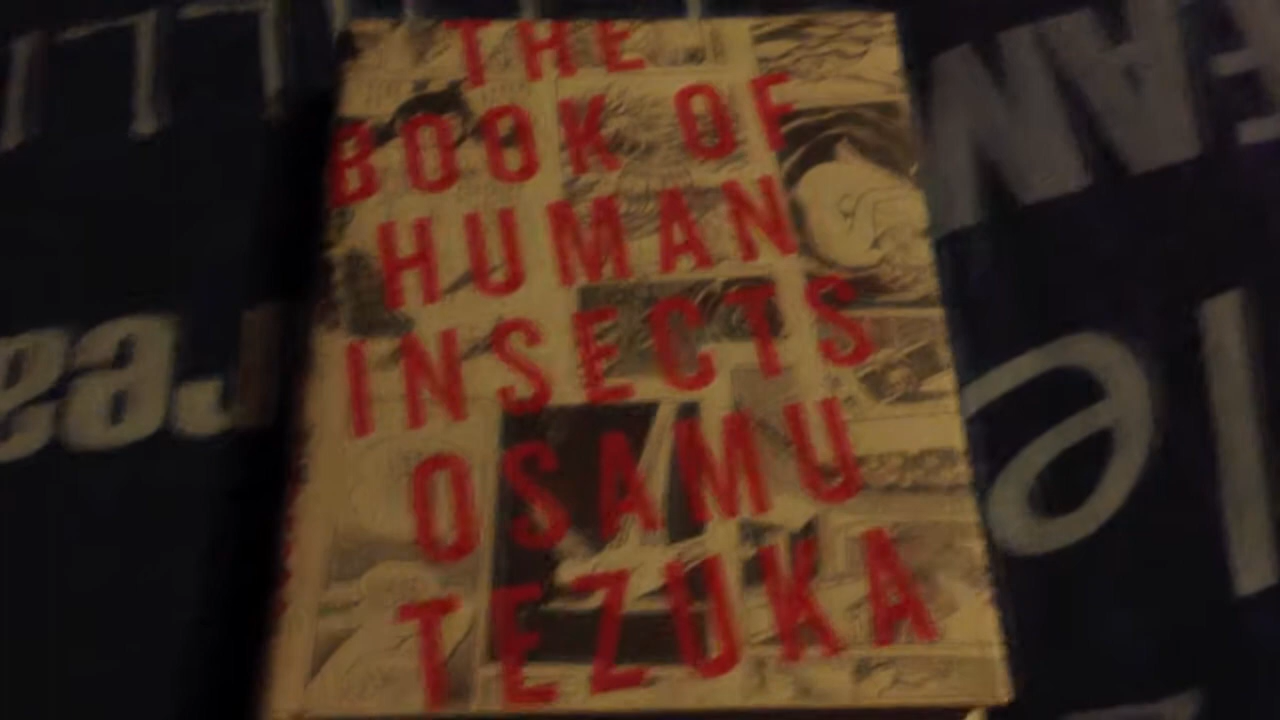 THE
BOOK OF
HUMAN
INSECTS
OSAMU
TEZUKA